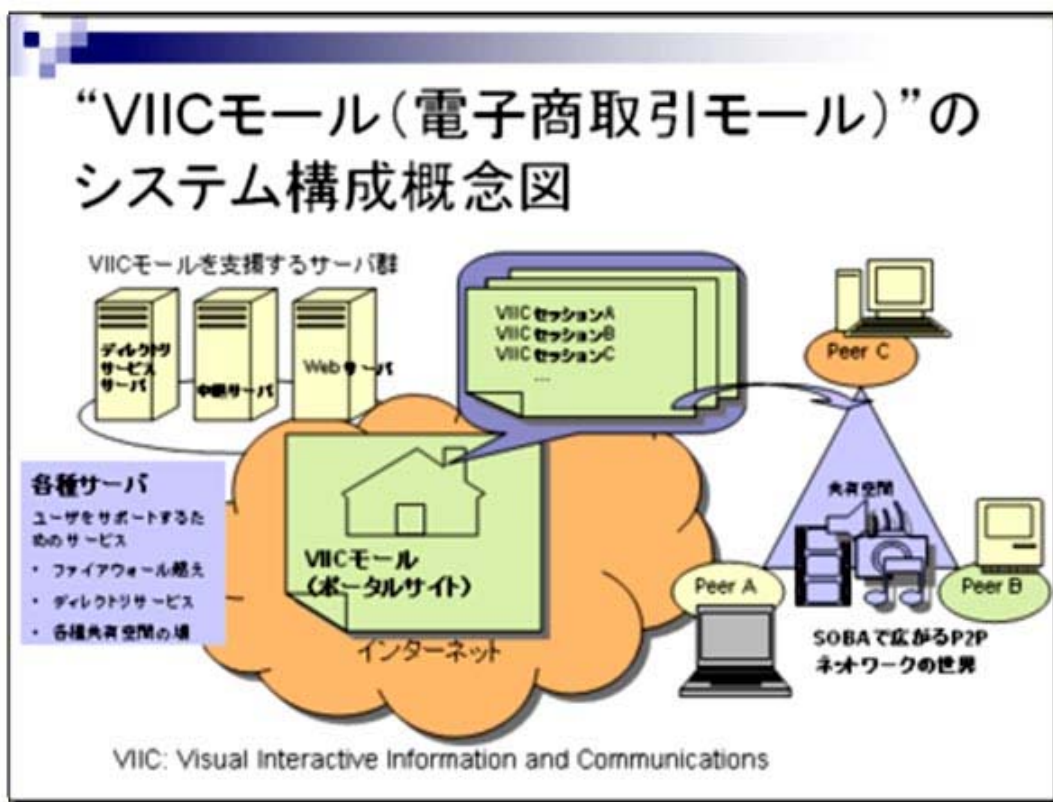 “VIICモール（電子商取引モール）”の
システム構成概念図
VIICモールを支援するサーバ群
ディレクトリ
サービス
サーバ
中継サーバ
Webサーバ
VIICセッションA
VIICセッションB
VIICセッションC
...
Peer C
各種サーバ
ユーザをサポートするた
めのサービス
・ ファイアウォール越え
・ ディレクトリサービス
・ 各種共有空間の場
VIICモール
（ポータルサイト）
インターネット
共有空間
Peer A
Peer B
SOBAで広がるP2P
ネットワークの世界
VIIC: Visual Interactive Information and Communications